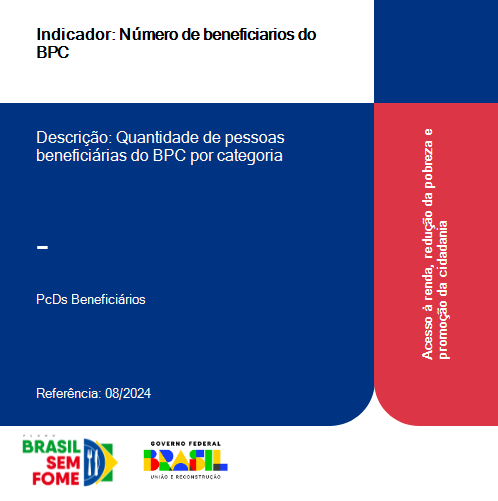 Indicador: Número de beneficiarios do
BPC
Descrição: Quantidade de pessoas
beneficiárias do BPC por categoria
–
PcDs Beneficiários
Referência: 08/2024
Acesso à renda, redução da pobreza e
promoção da cidadania
PLANO
BRASIL
SEM
FOME
GOVERNO FEDERAL
BRASIL
UNIÃO E RECONSTRUÇÃO